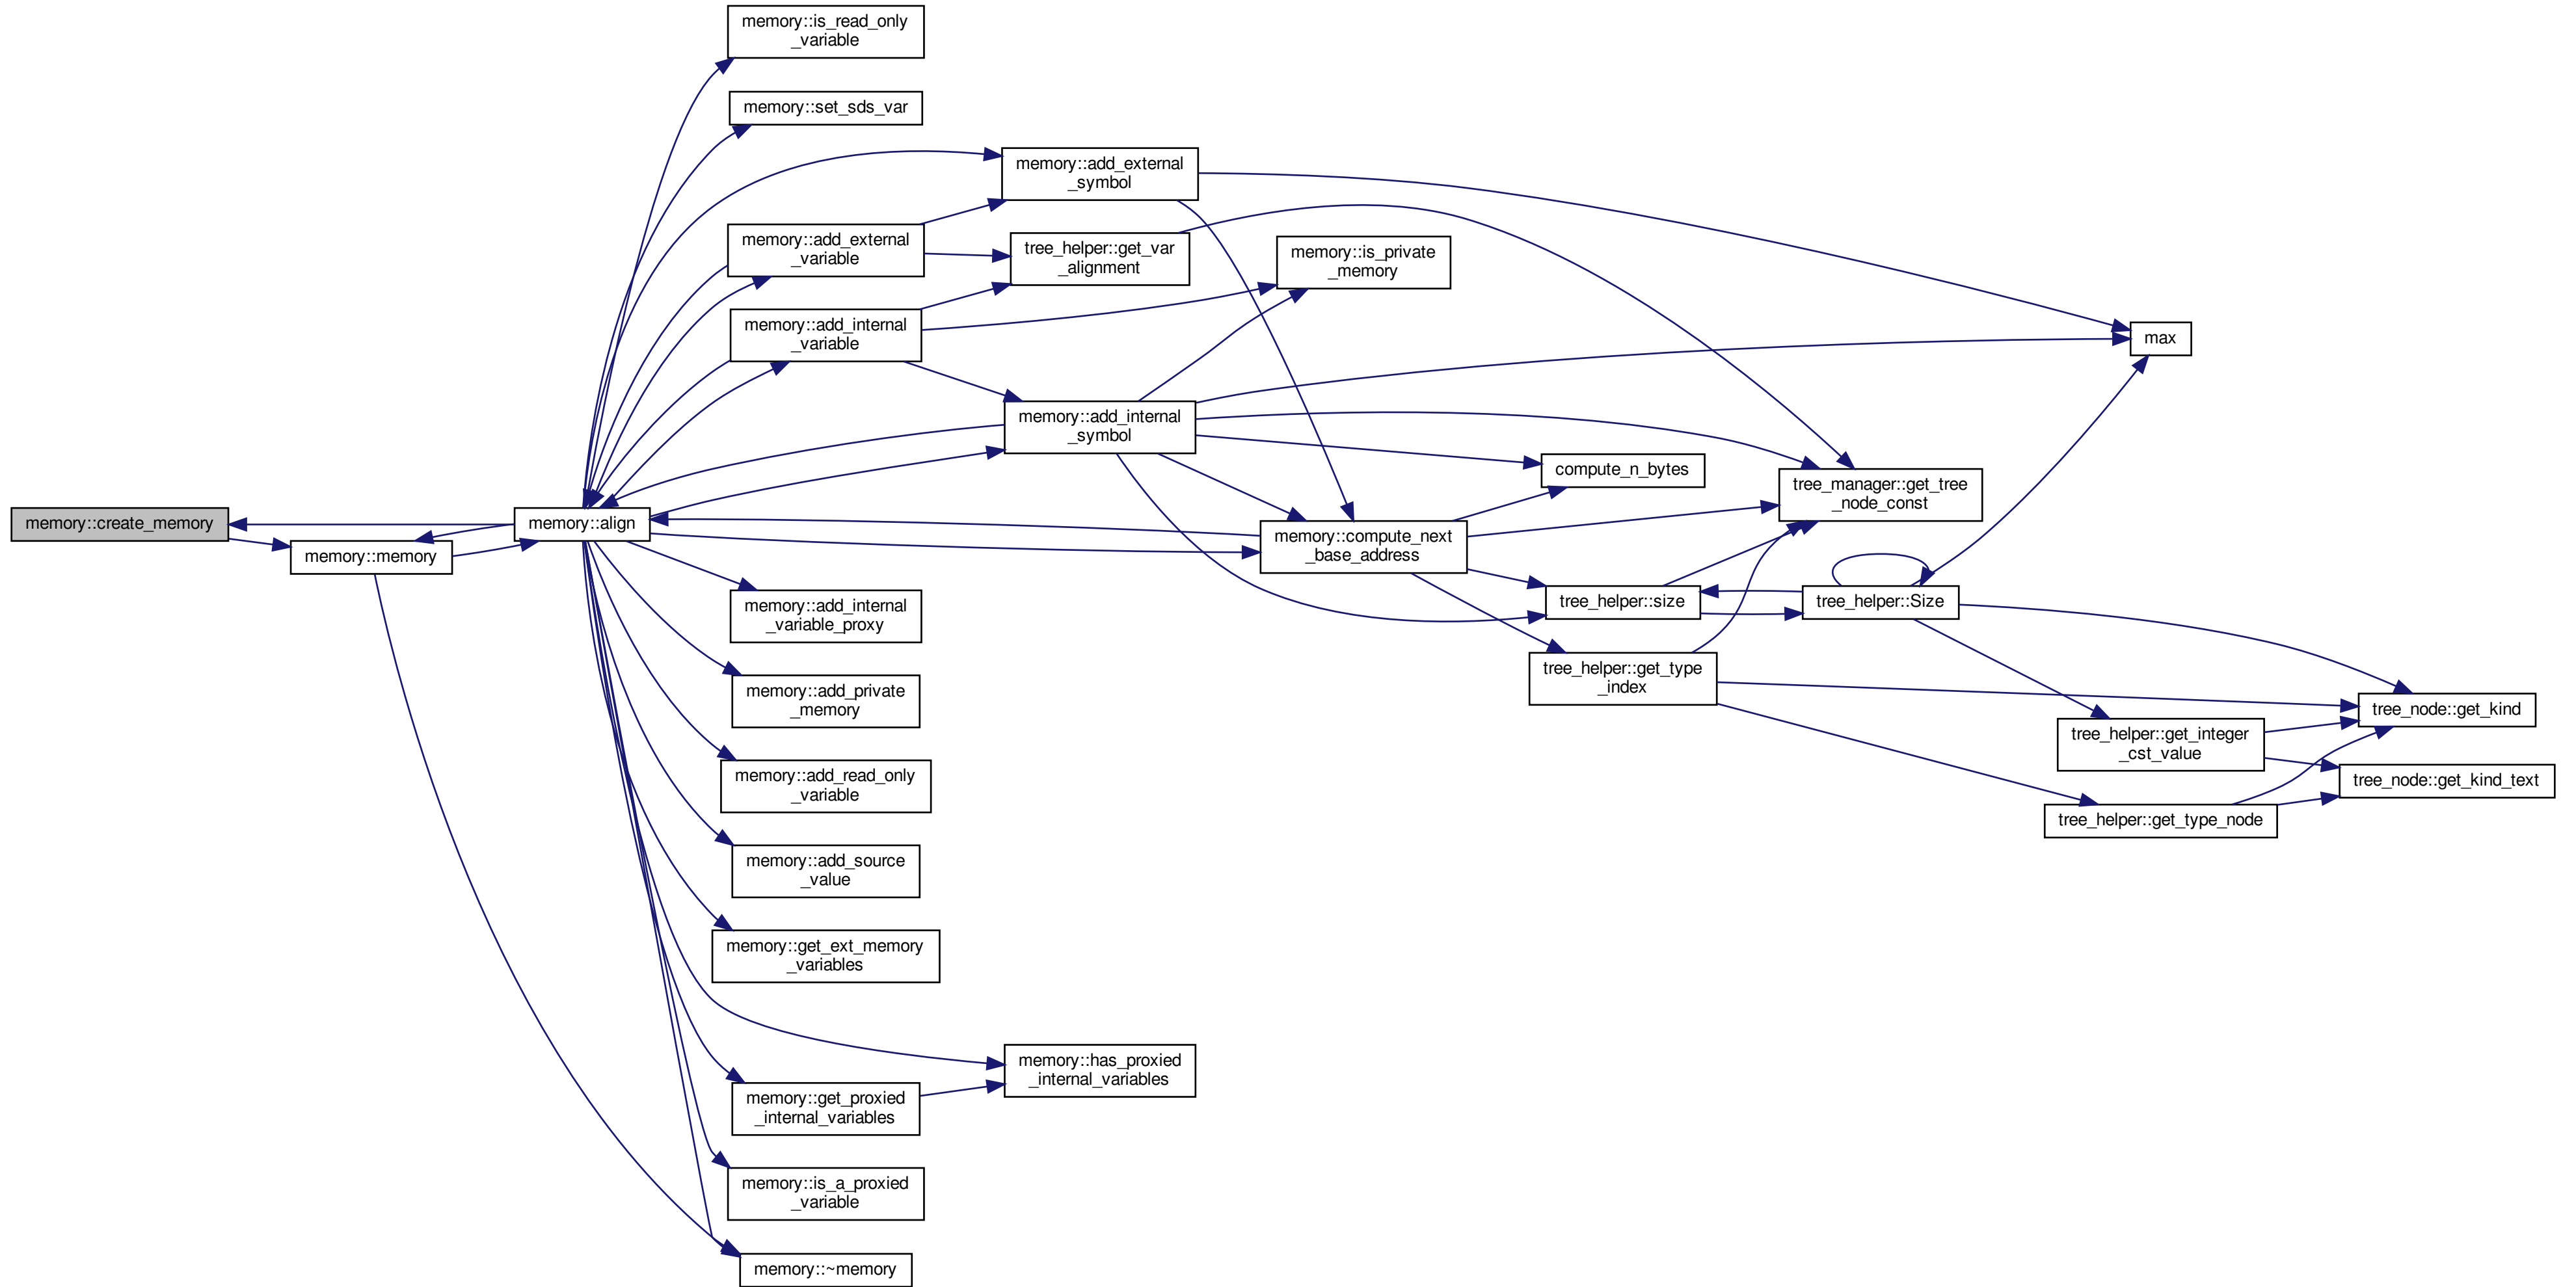 memory::is_read_only
_variable
memory::set_sds_var
memory::add_external
_symbol
memory::add_external
_variable
tree_helper::get_var
_alignment
memory::is_private
_memory
memory::add_internal
_variable
max
memory::add_internal
_symbol
compute_n_bytes
tree_manager::get_tree
_node_const
memory::create_memory
memory::align
memory::memory
memory::compute_next
_base_address
memory::add_internal
_variable_proxy
tree_helper::size
tree_helper::Size
memory::add_private
_memory
tree_helper::get_type
_index
tree_node::get_kind
tree_helper::get_integer
_cst_value
memory::add_read_only
_variable
tree_node::get_kind_text
tree_helper::get_type_node
memory::add_source
_value
memory::get_ext_memory
_variables
memory::has_proxied
_internal_variables
memory::get_proxied
_internal_variables
memory::is_a_proxied
_variable
memory::~memory